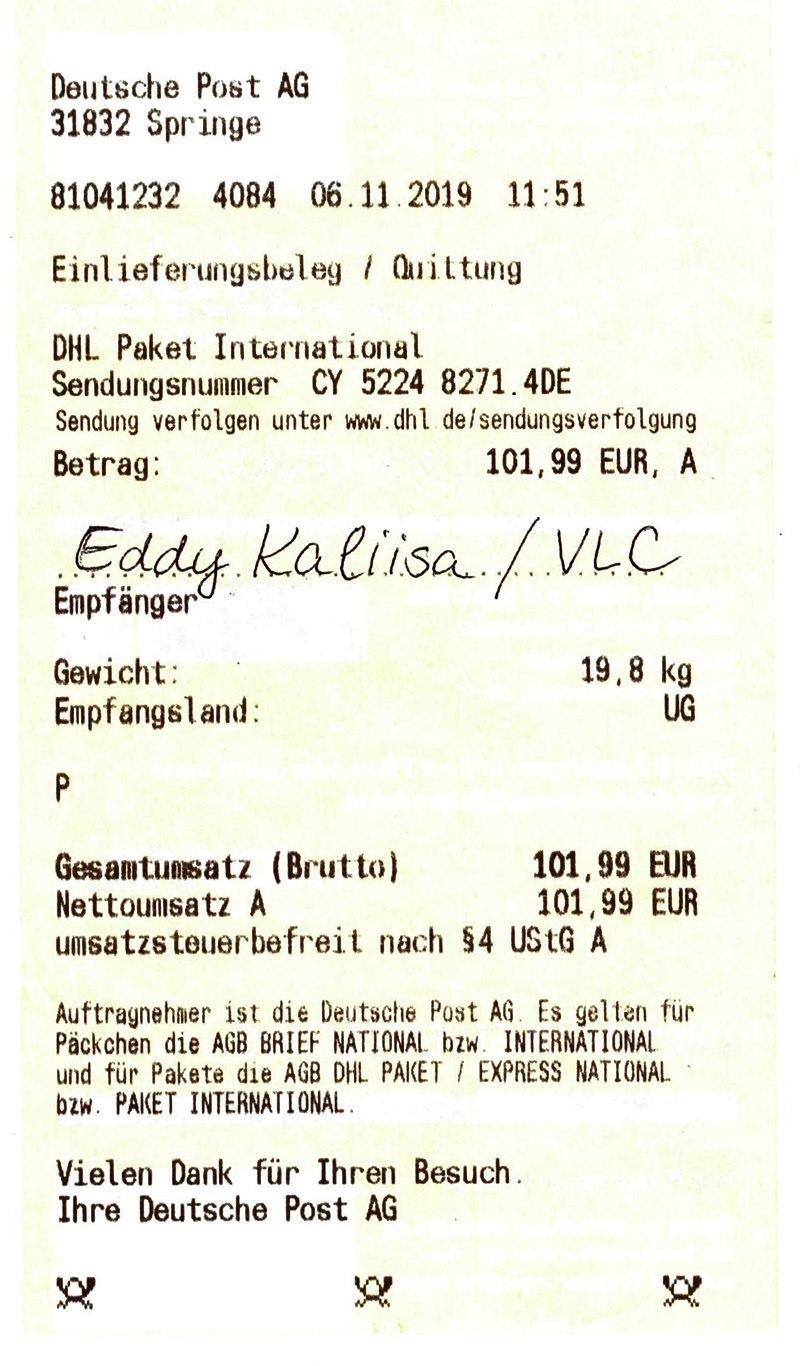 Deutsche Post AG
31832 Springe
81041232 4084 06.11.2019 11:51
Einlieferungsbeleg / Quittung
DHL Paket International
Sendungsnummer CY 5224 8271.4DE
Sendung verfolgen unter www.dhl.de/sendungsverfolgung
Betrag: 101,99 EUR, A
Eddy Kaliisa / VLC
Empfänger
Gewicht: 19,8 kg
Empfangsland: UG
P
Gesamtumsatz (Brutto) 101,99 EUR
Nettoumsatz A 101,99 EUR
umsatzsteuerbefreit nach §4 UStG A
Auftragnehmer ist die Deutsche Post AG. Es gelten für
Päckchen die AGB BRIEF NATIONAL bzw. INTERNATIONAL
und für Pakete die AGB DHL PAKET / EXPRESS NATIONAL
bzw. PAKET INTERNATIONAL.
Vielen Dank für Ihren Besuch.
Ihre Deutsche Post AG